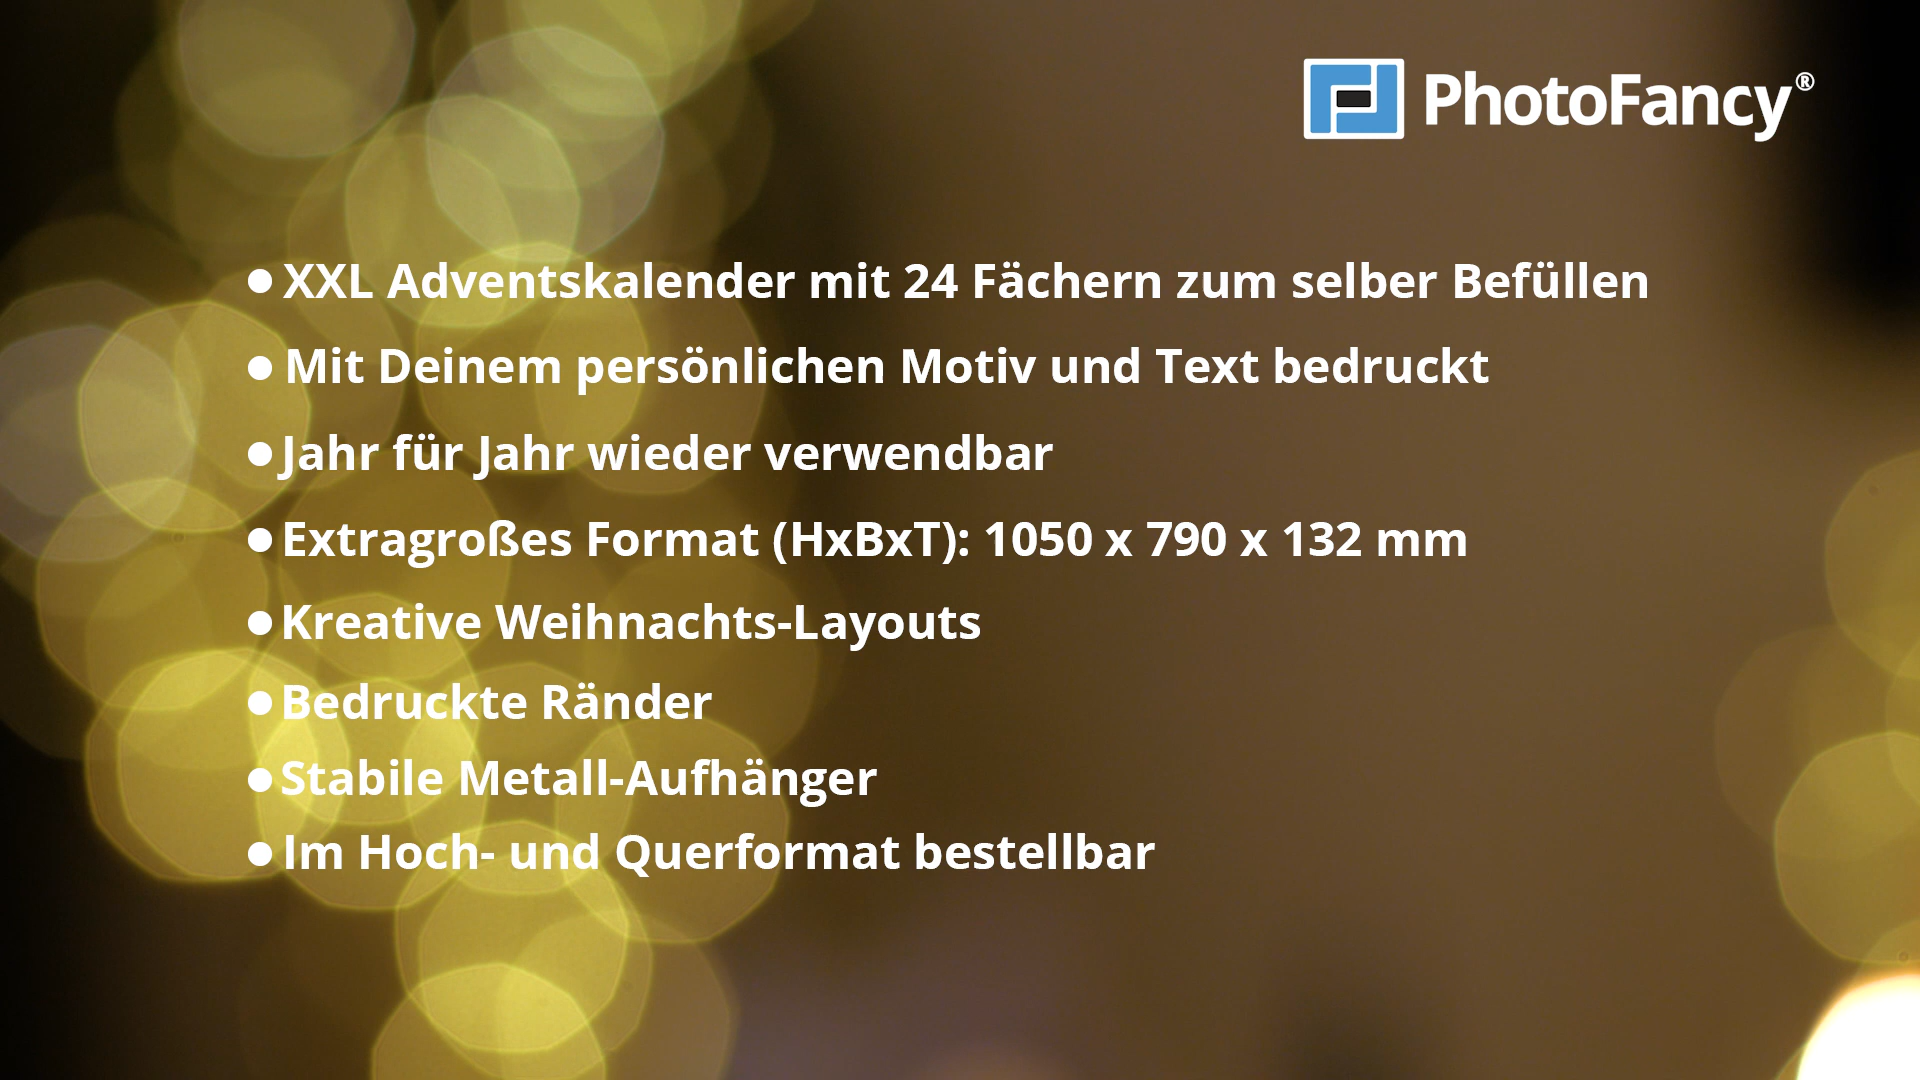 PhotoFancy®
• XXL Adventskalender mit 24 Fächern zum selber Befüllen
• Mit Deinem persönlichen Motiv und Text bedruckt
• Jahr für Jahr wieder verwendbar
• Extragroßes Format (HxBxT): 1050 x 790 x 132 mm
• Kreative Weihnachts-Layouts
• Bedruckte Ränder
• Stabile Metall-Aufhänger
• Im Hoch- und Querformat bestellbar